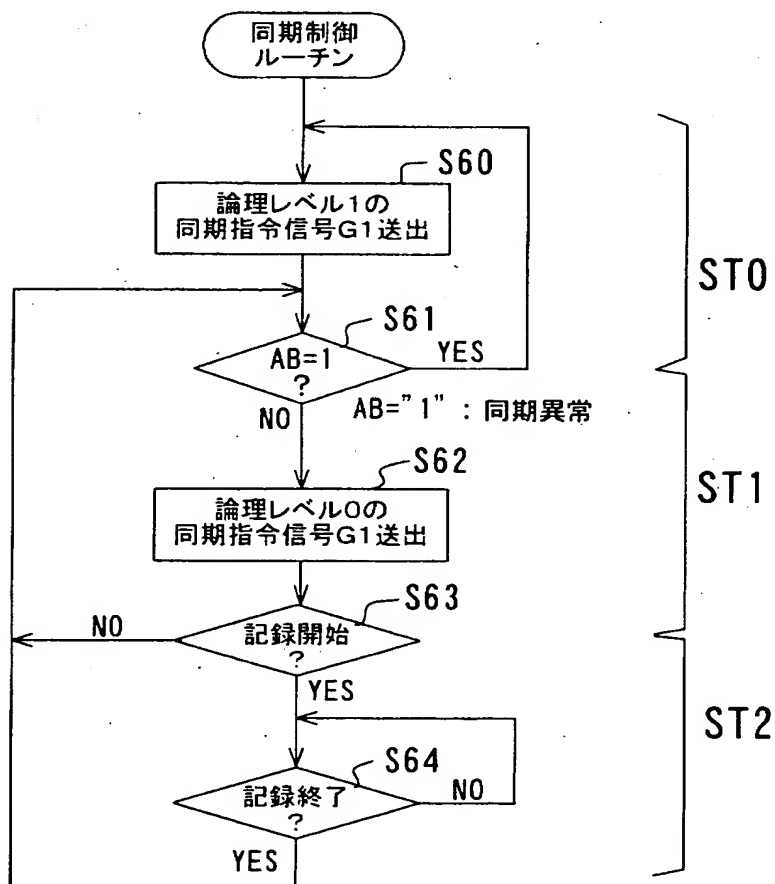 同期制御
ルーチン
S60
論理レベル1の
同期指令信号G1送出
ST0
S61
AB=1
?
YES
NO
AB="1" : 同期異常
S62
論理レベル0の
同期指令信号G1送出
ST1
S63
記録開始
?
NO
YES
ST2
S64
記録終了
?
NO
YES